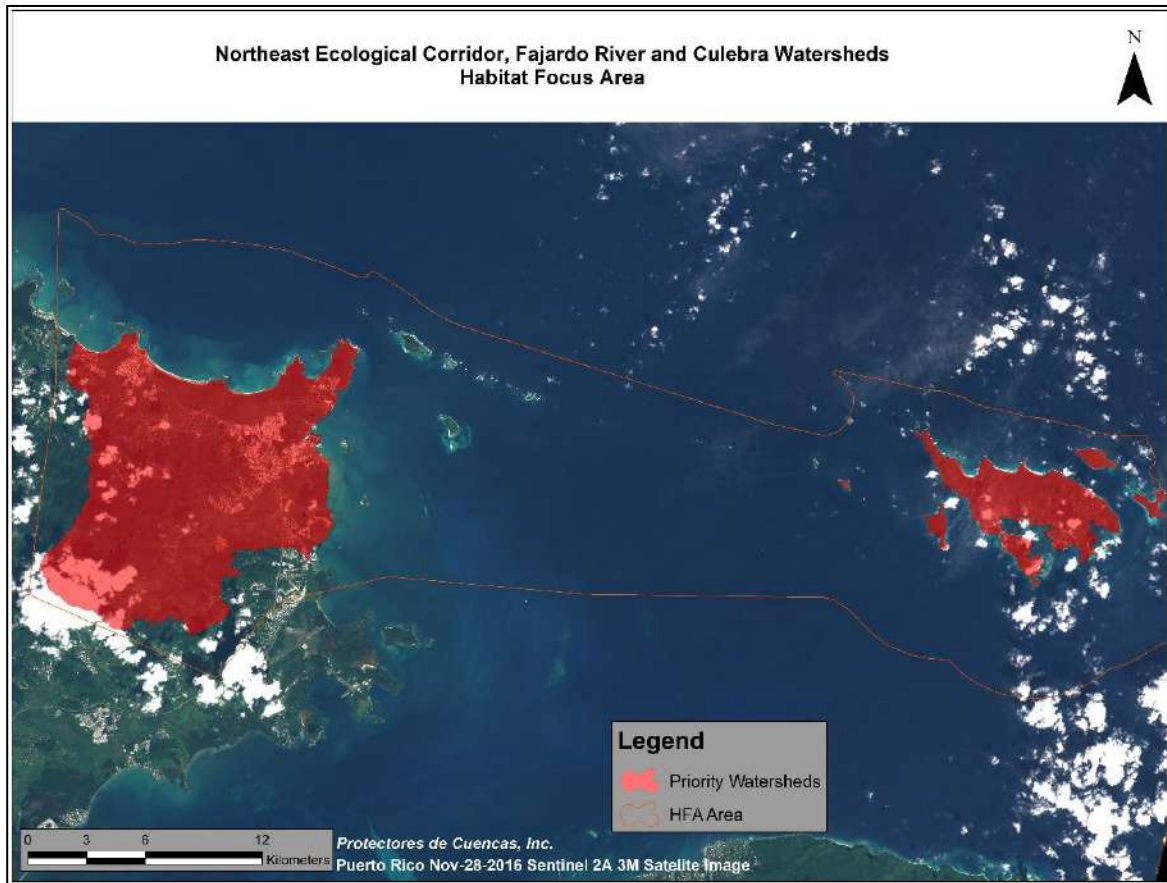 Northeast Ecological Corridor, Fajardo River and Culebra Watersheds
Habitat Focus Area
N
Legend
Priority Watersheds
HFA Area
0 3 6 12
Kilometers
Protectores de Cuencas, Inc.
Puerto Rico Nov-28-2016 Sentinel 2A 3M Satelite Image